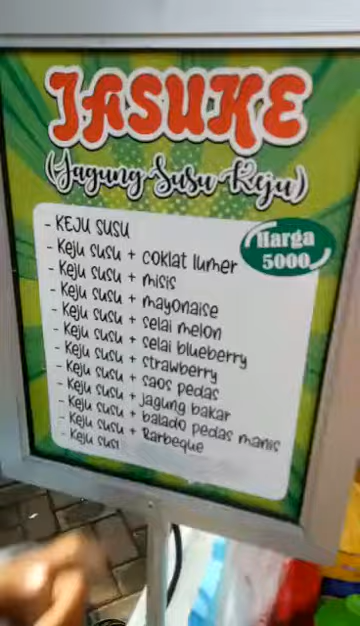 JASUKE
(Jagung Susu Keju)
Harga
5000
- KEJU SUSU
- Keju susu + coklat lumer
- Keju susu + misis
- Keju susu + mayonaise
- Keju susu + selai melon
- Keju susu + selai blueberry
- Keju susu + strawberry
- Keju susu + saos pedas
- Keju susu + jagung bakar
- Keju susu + balado pedas manis
- Keju susu + Barbeque
- Keju sus